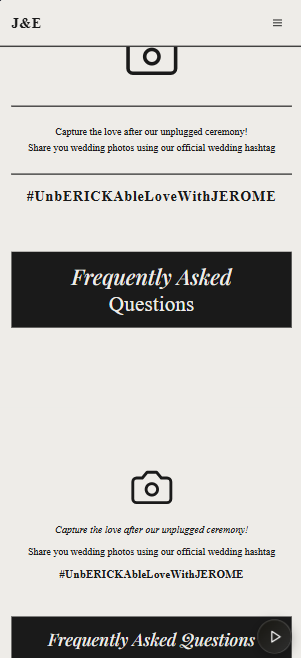 J&E
Capture the love after our unplugged ceremony!
Share you wedding photos using our official wedding hashtag
#UnbERICKAbleLoveWithJEROME
Frequently Asked
Questions
Capture the love after our unplugged ceremony!
Share you wedding photos using our official wedding hashtag
#UnbERICKAbleLoveWithJEROME
Frequently Asked Questions